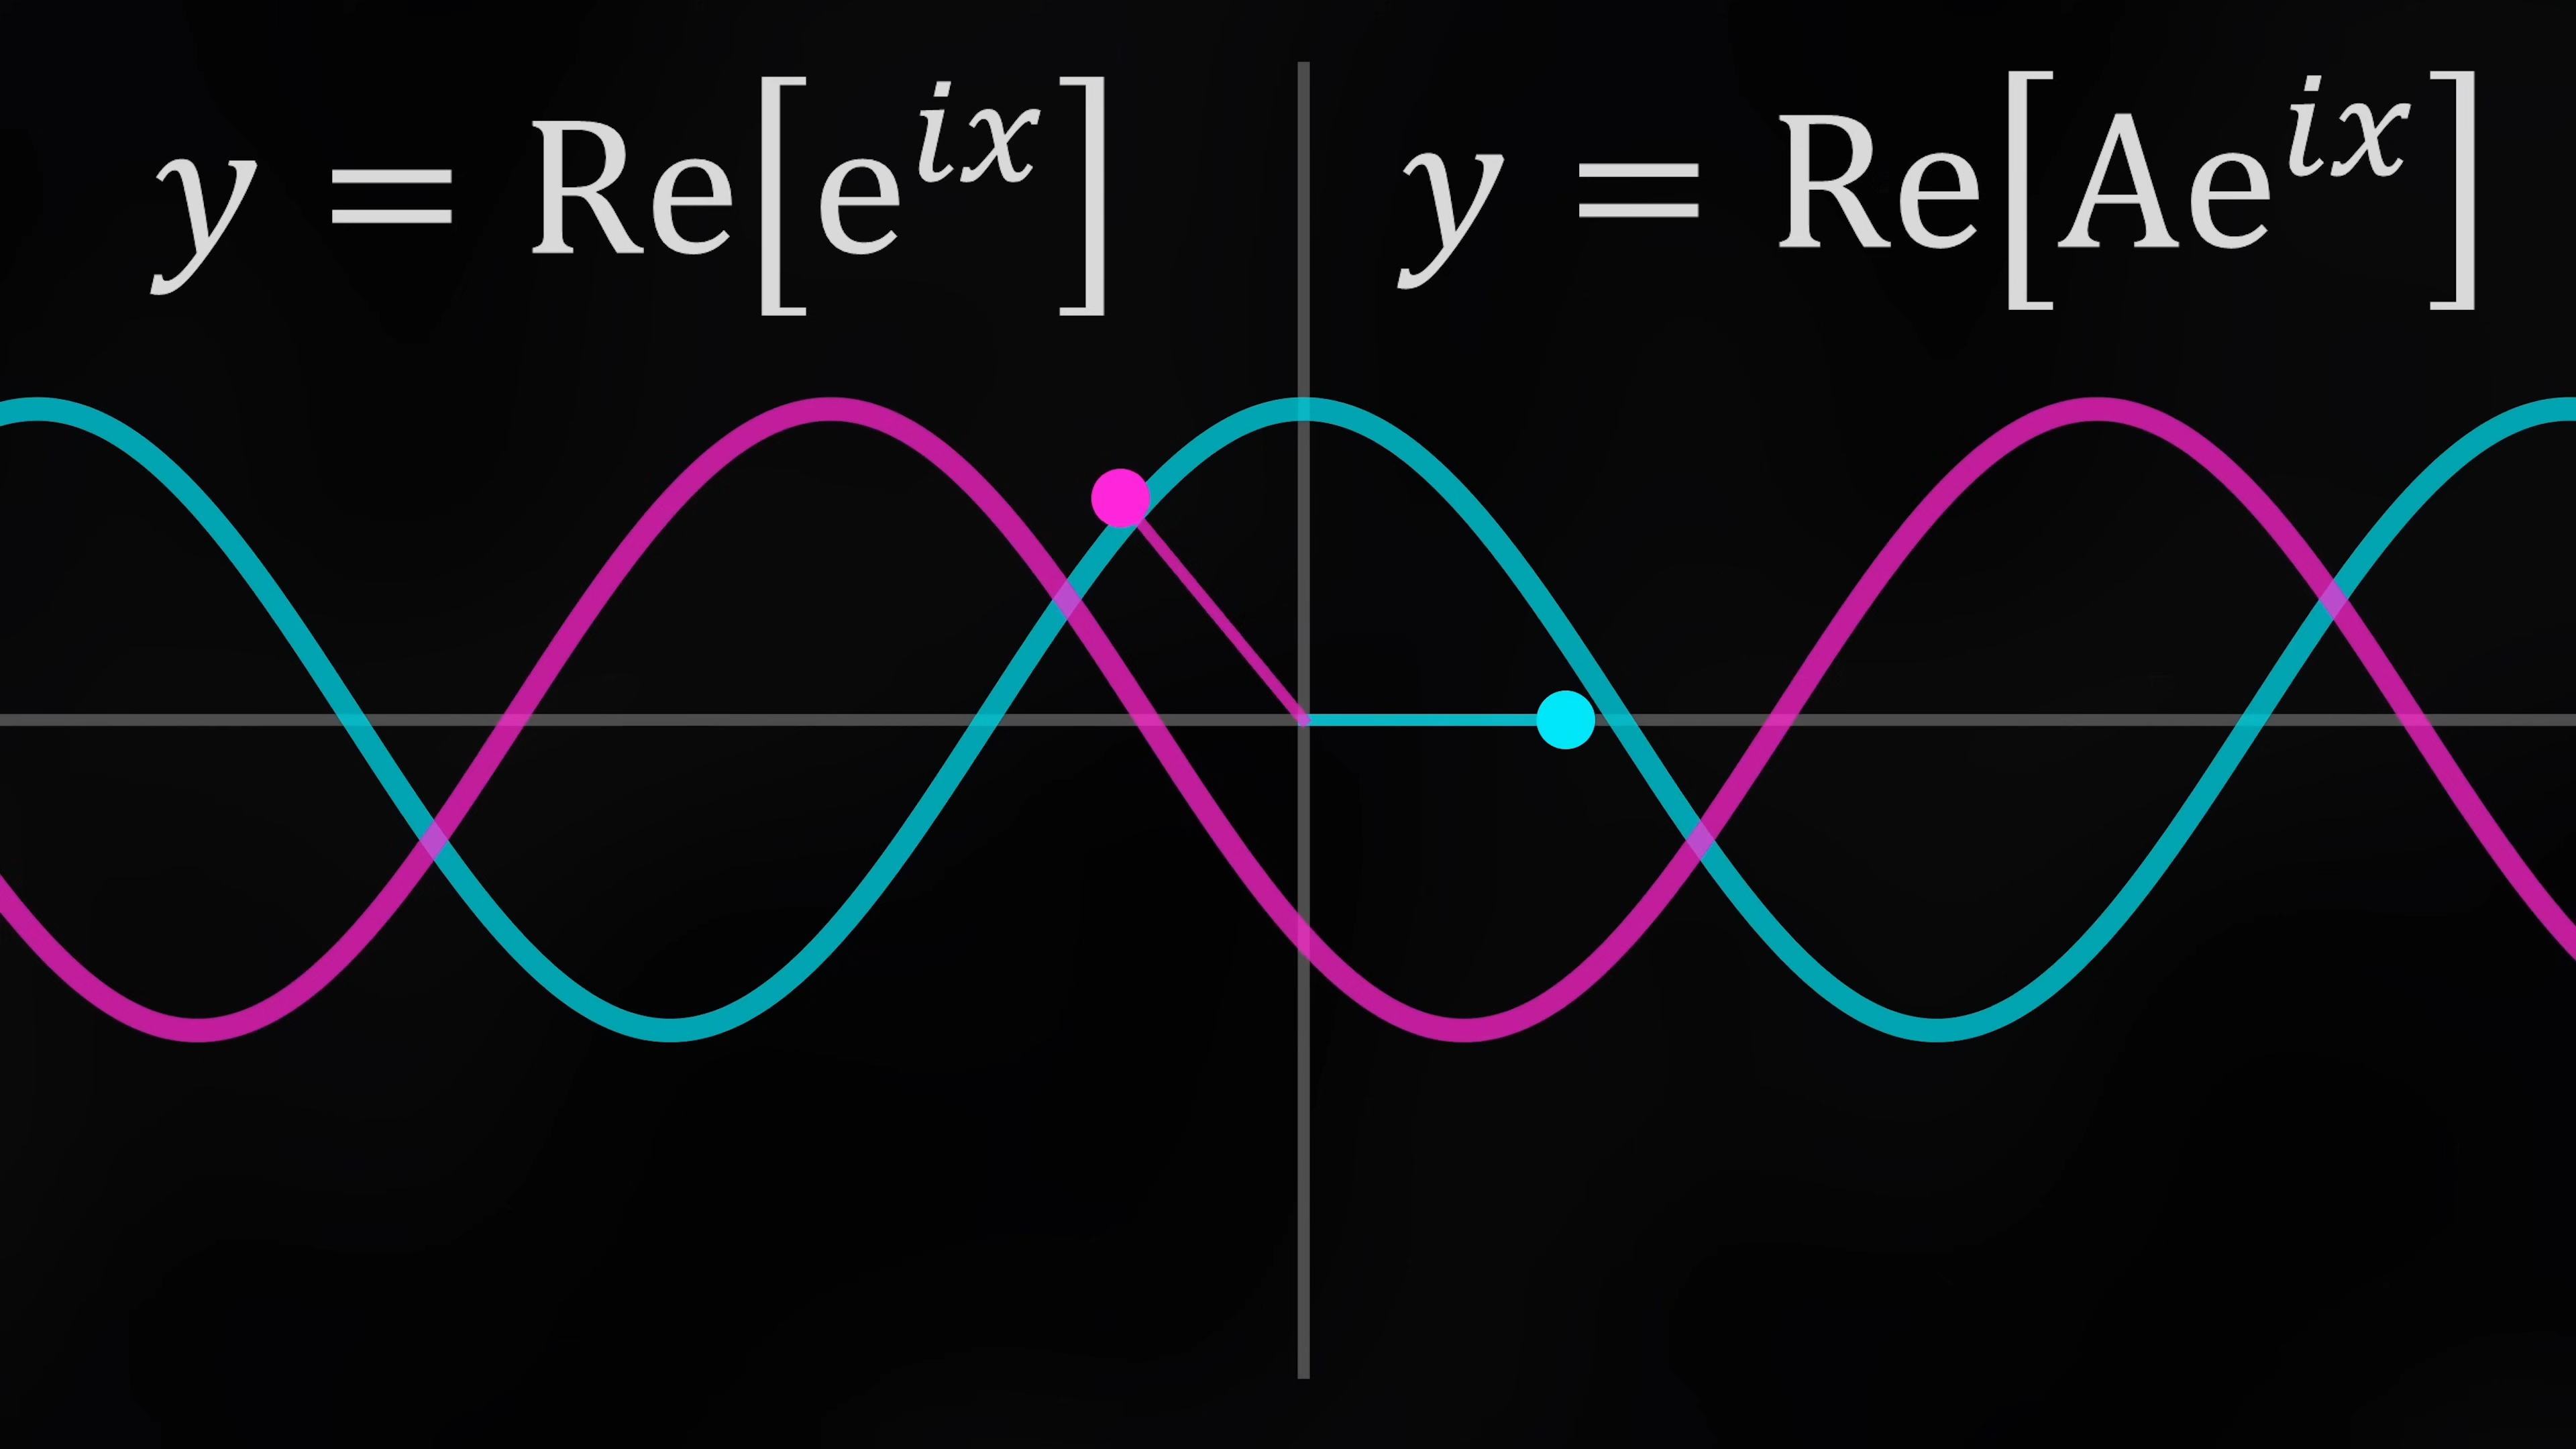 y = Re[e^{ix}]
y = Re[Ae^{ix}]